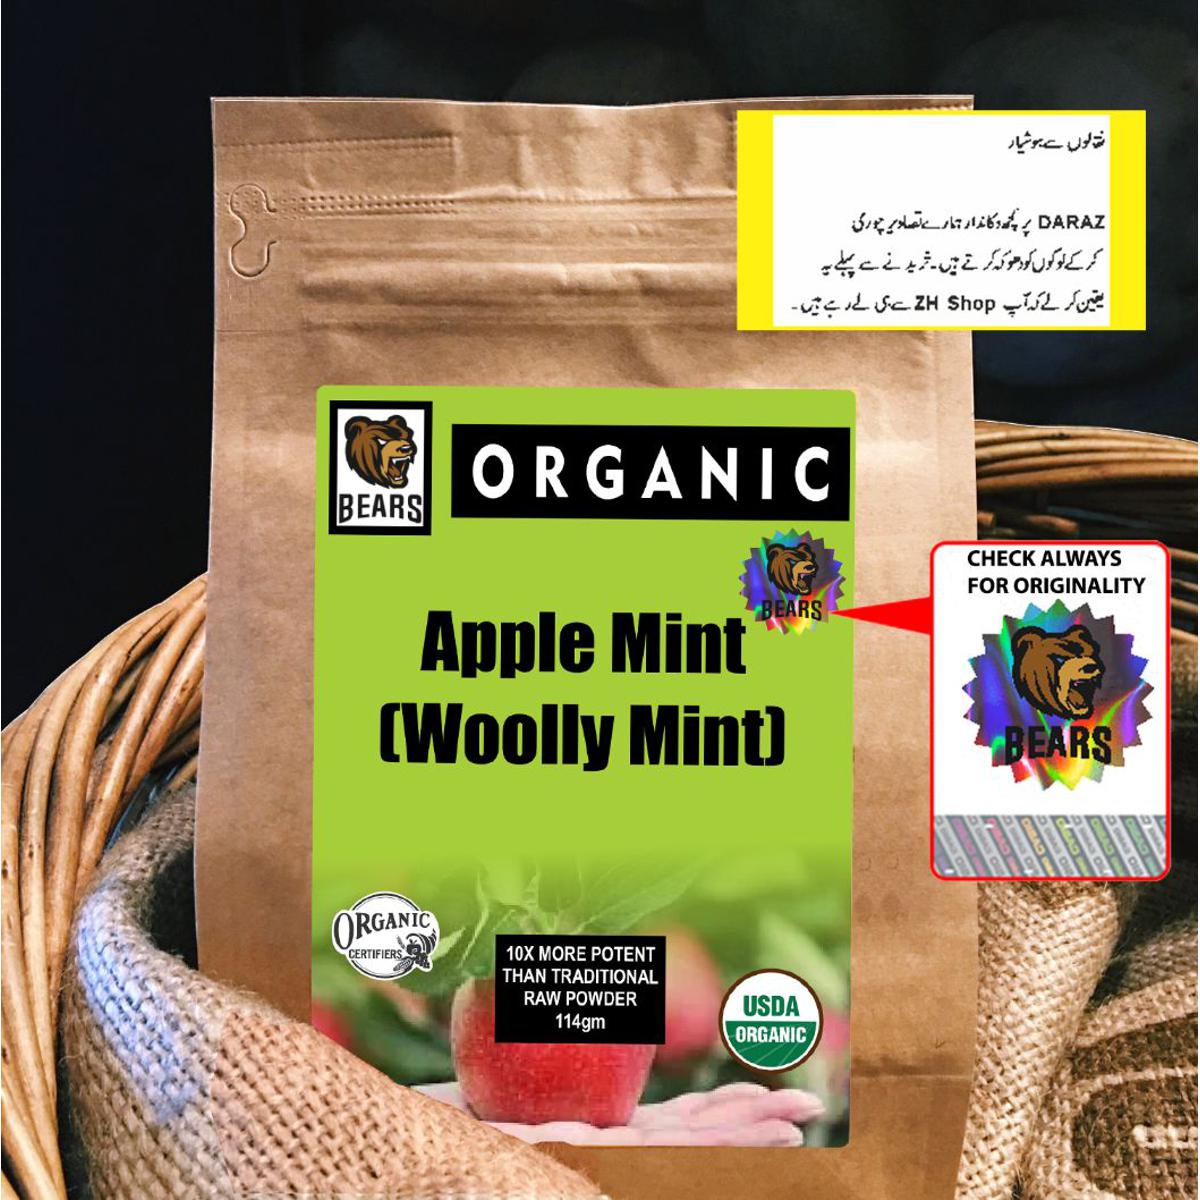 نقالوں سے ہوشیار
DARAZ پر کچھ دکاندار ہمارے تصاویر چوری
کر کے لوگوں کو دھوکہ کرتے ہیں۔ خریدنے سے پہلے یہ
یقین کر لے کہ آپ ZH Shop سے ہی لے رہے ہیں۔
BEARS
ORGANIC
BEARS
CHECK ALWAYS
FOR ORIGINALITY
BEARS
Apple Mint
(Woolly Mint)
ORGANIC
CERTIFIERS
10X MORE POTENT
THAN TRADITIONAL
RAW POWDER
114gm
USDA
ORGANIC